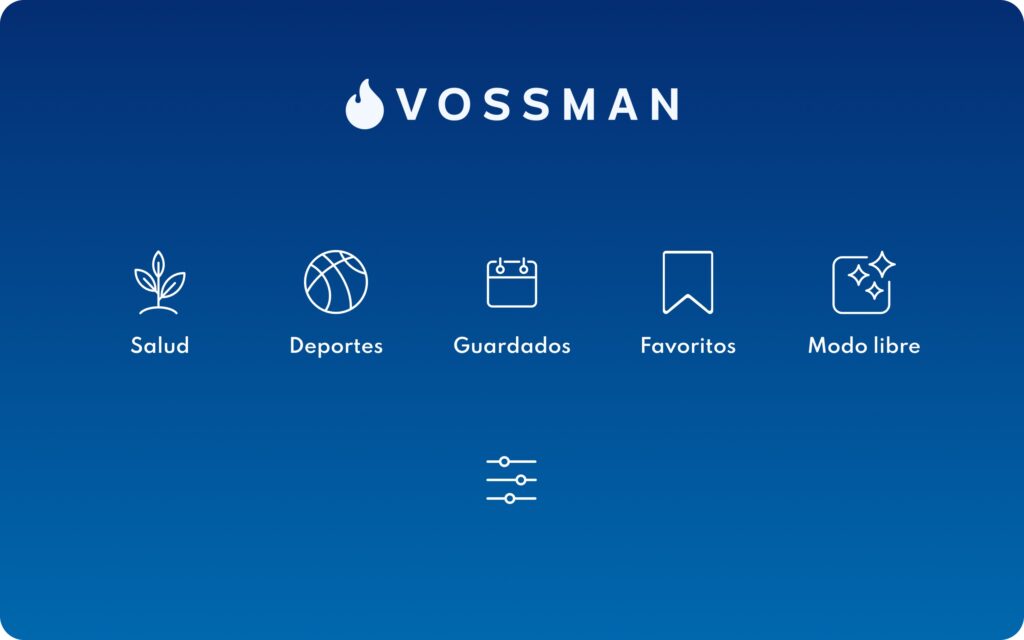 VOSSMAN
Salud
Deportes
Guardados
Favoritos
Modo libre